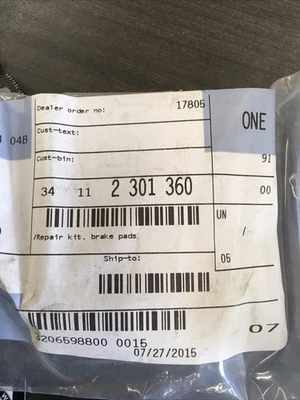 Dealer order no: 17805
ONE
04B
Cust-text:
Cust-bin:
91
34 11 2 301 360
00
UN
/Repair kit, brake pads
/
Ship-to:
05
07
3206598800 0015
07/27/2015